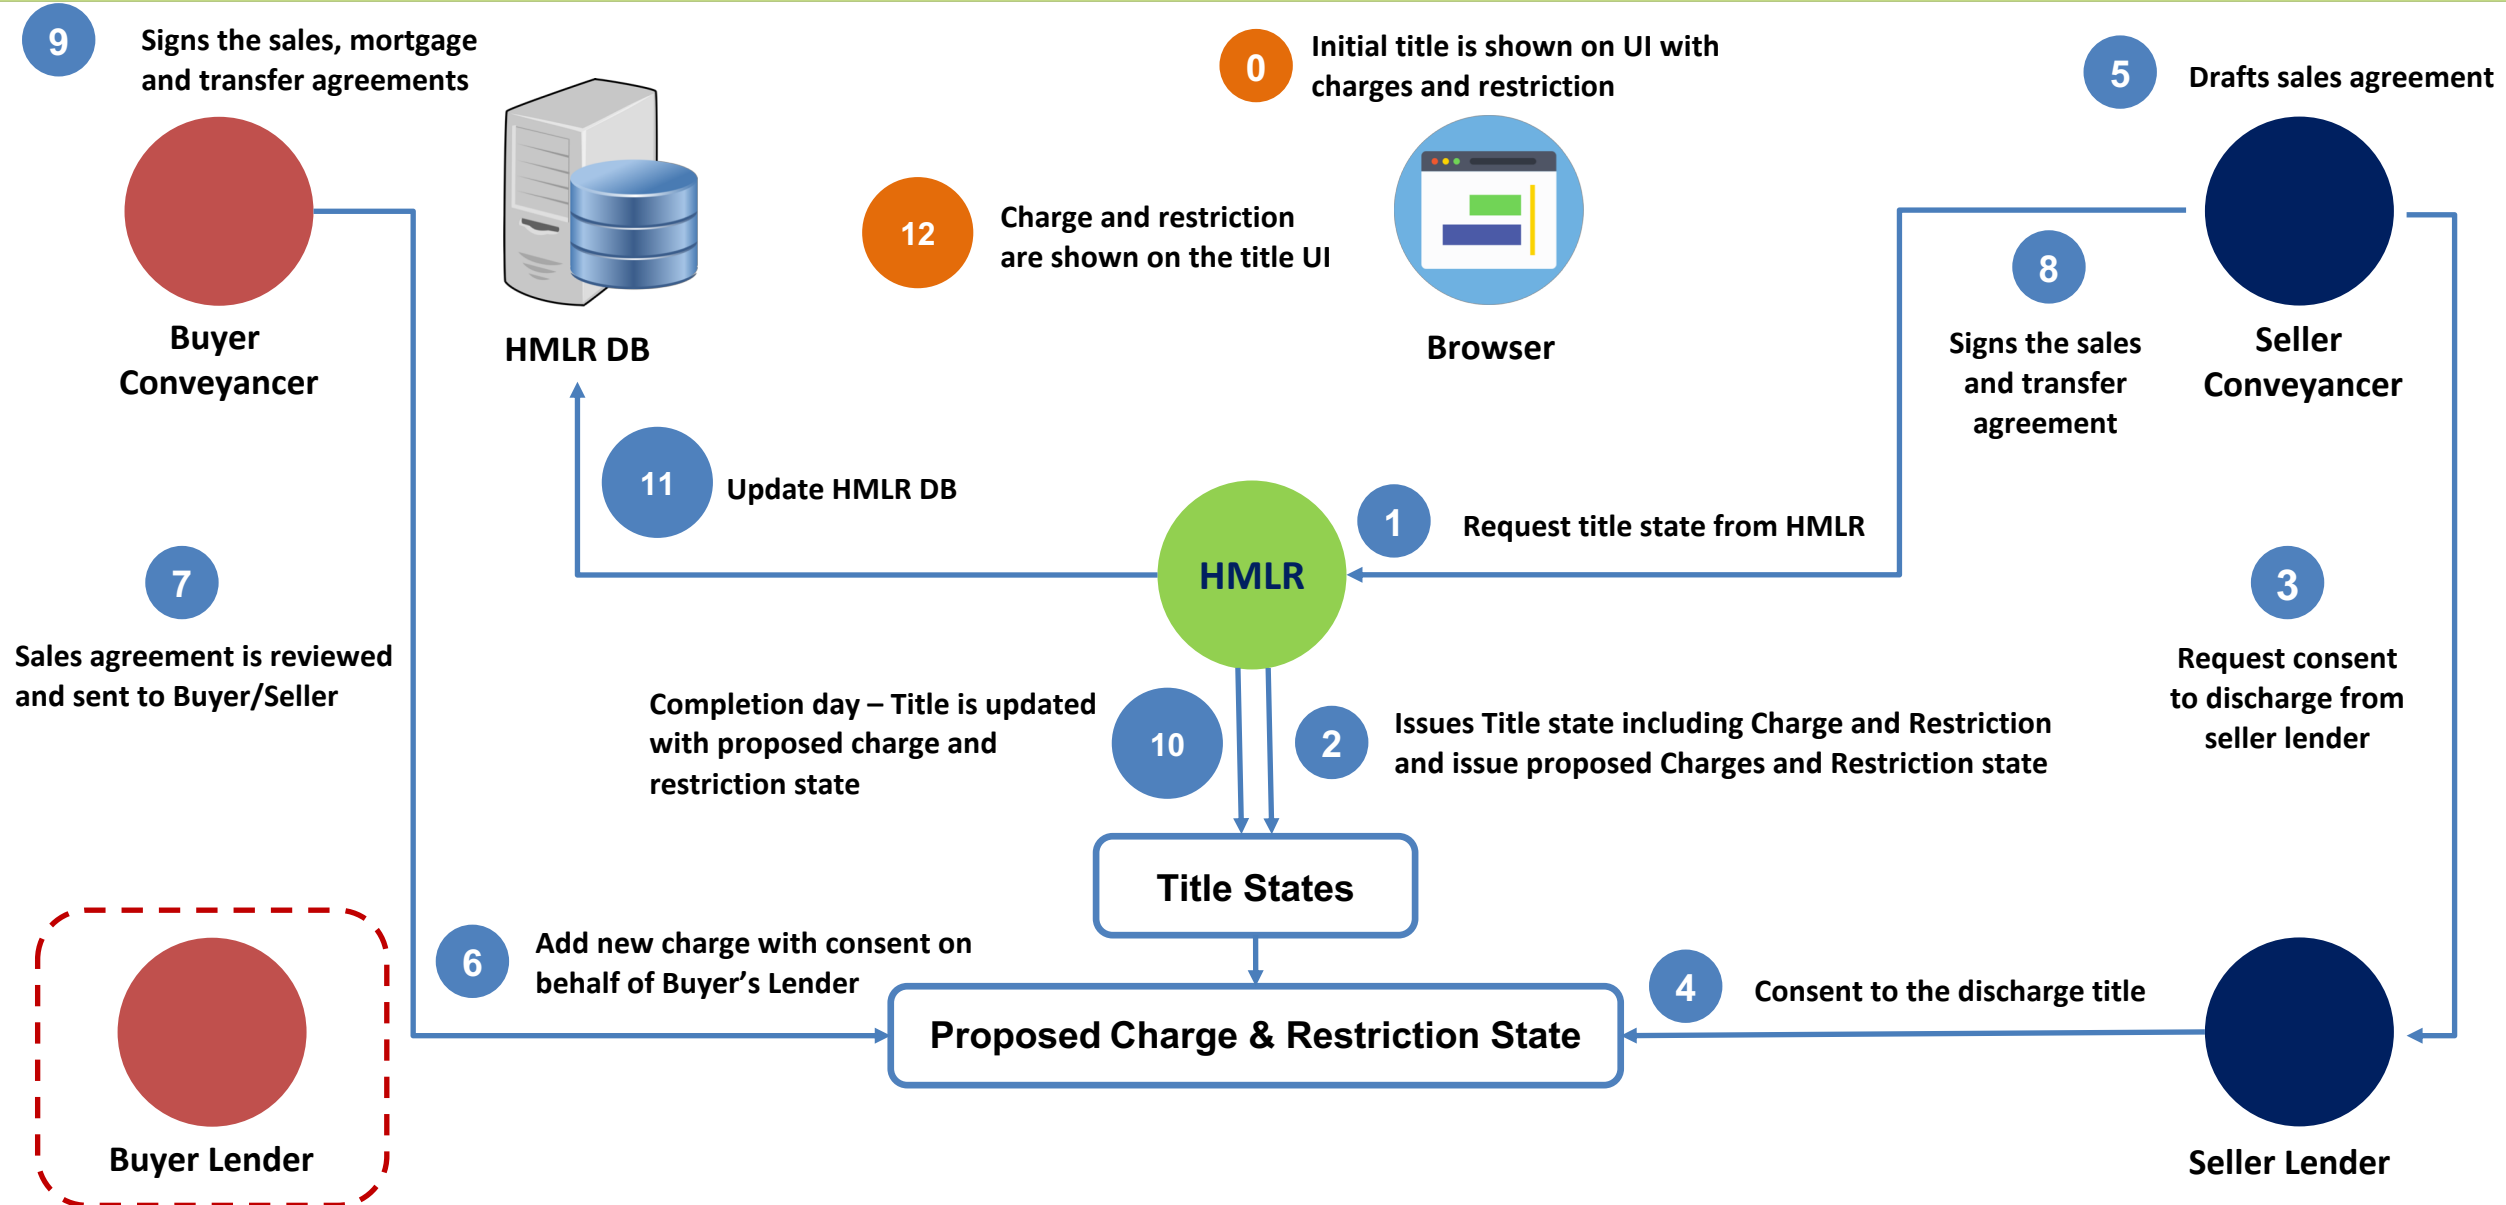 9
Signs the sales, mortgage
and transfer agreements
0
Initial title is shown on UI with
charges and restriction
5
Drafts sales agreement
12
Charge and restriction
are shown on the title UI
8
Signs the sales
and transfer
agreement
Buyer
Conveyancer
HMLR DB
Browser
Seller
Conveyancer
11
Update HMLR DB
1
Request title state from HMLR
HMLR
7
Sales agreement is reviewed
and sent to Buyer/Seller
3
Request consent
to discharge from
seller lender
Completion day – Title is updated
with proposed charge and
restriction state
10
2
Issues Title state including Charge and Restriction
and issue proposed Charges and Restriction state
Title States
6
Add new charge with consent on
behalf of Buyer’s Lender
4
Consent to the discharge title
Proposed Charge & Restriction State
Buyer Lender
Seller Lender